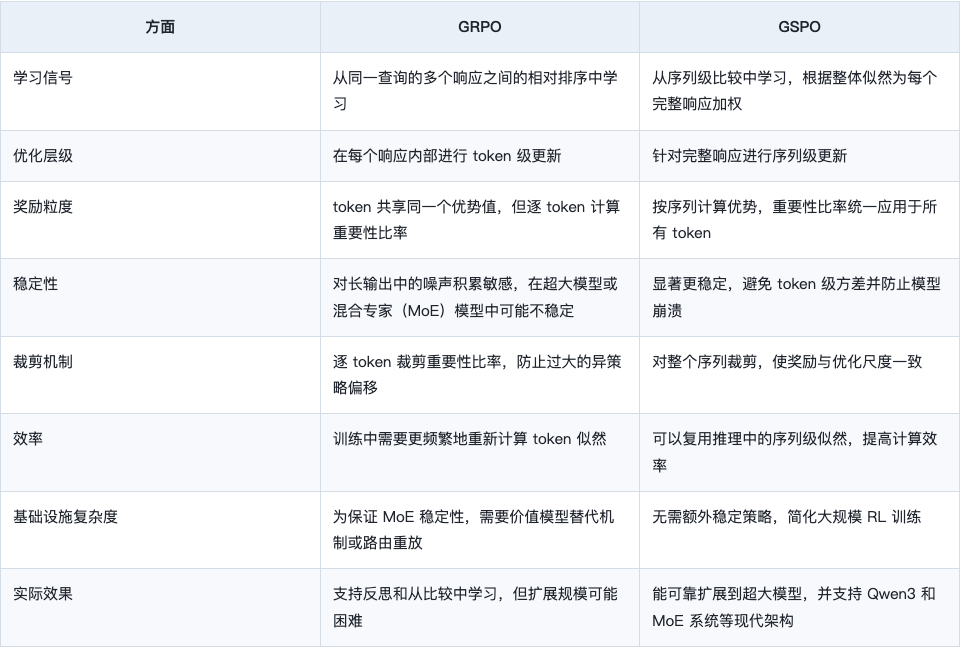 方面
GRPO
GSPO
学习信号
从同一查询的多个响应之间的相对排序中学
习
从序列级比较中学习，根据整体似然为每个
完整响应加权
优化层级
在每个响应内部进行 token 级更新
针对完整响应进行序列级更新
奖励粒度
token 共享同一个优势值，但逐 token 计算
重要性比率
按序列计算优势，重要性比率统一应用于所
有 token
稳定性
对长输出中的噪声积累敏感，在超大模型或
混合专家（MoE）模型中可能不稳定
显著更稳定，避免 token 级方差并防止模型
崩溃
裁剪机制
逐 token 裁剪重要性比率，防止过大的异策
略偏移
对整个序列裁剪，使奖励与优化尺度一致
效率
训练中需要更频繁地重新计算 token 似然
可以复用推理中的序列级似然，提高计算效
率
基础设施复杂度
为保证 MoE 稳定性，需要价值模型替代机
制或路由重放
无需额外稳定策略，简化大规模 RL 训练
实际效果
支持反思和从比较中学习，但扩展规模可能
困难
能可靠扩展到超大模型，并支持 Qwen3 和
MoE 系统等现代架构